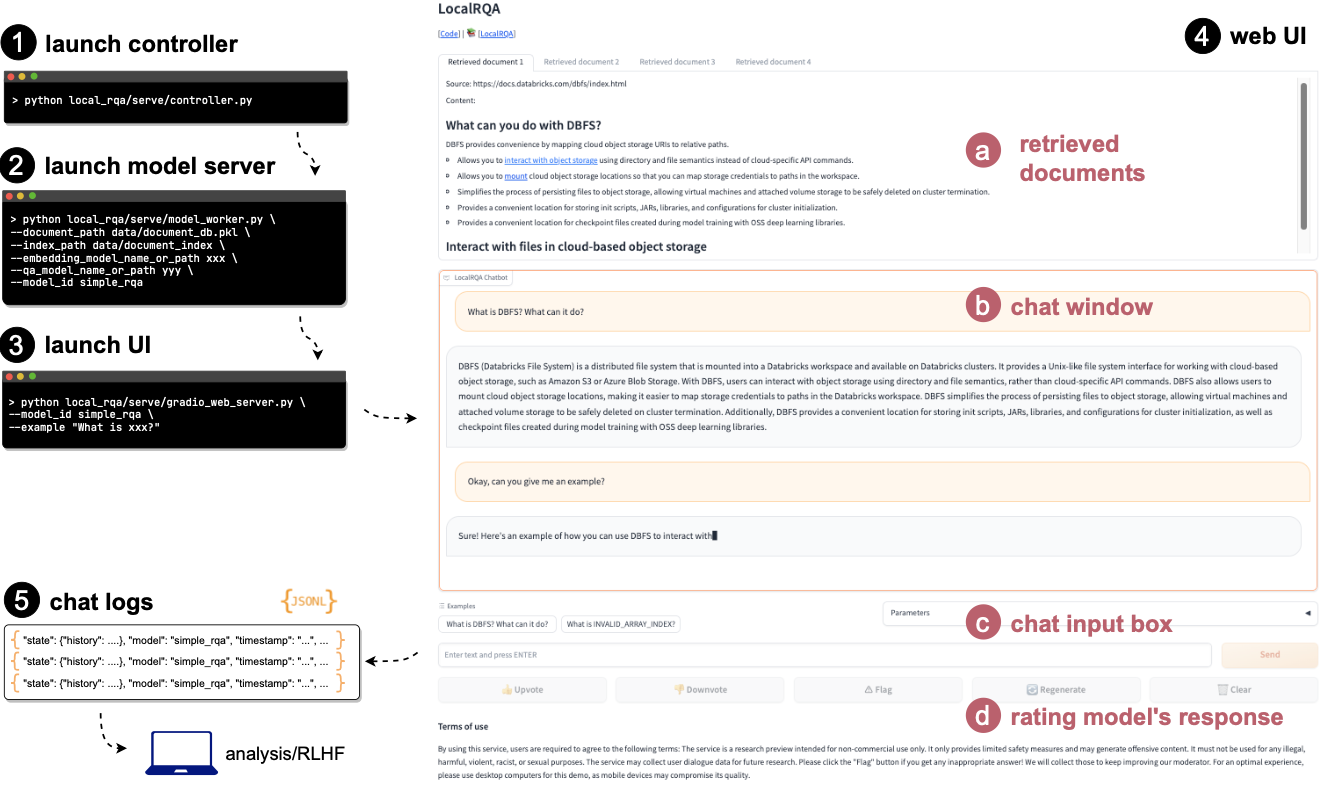 1 launch controller
> python local_rqa/serve/controller.py
2 launch model server
> python local_rqa/serve/model_worker.py \
--document_path data/document_db.pkl \
--index_path data/document_index \
--embedding_model_name_or_path xxx \
--qa_model_name_or_path yyy \
--model_id simple_rqa
3 launch UI
> python local_rqa/serve/gradio_web_server.py \
--model_id simple_rqa \
--example "What is xxx?"
4 web UI
LocalRQA
[Code] | [LocalRQA]
Retrieved document 1 Retrieved document 2 Retrieved document 3 Retrieved document 4
Source: https://docs.databricks.com/dbfs/index.html
Content:
What can you do with DBFS?
DBFS provides convenience by mapping cloud object storage URIs to relative paths.
Allows you to interact with object storage using directory and file semantics instead of cloud-specific API commands.
Allows you to mount cloud object storage locations so that you can map storage credentials to paths in the workspace.
Simplifies the process of persisting files to object storage, allowing virtual machines and attached volume storage to be safely deleted on cluster termination.
Provides a convenient location for storing init scripts, JARs, libraries, and configurations for cluster initialization.
Provides a convenient location for checkpoint files created during model training with OSS deep learning libraries.
Interact with files in cloud-based object storage
a retrieved
documents
LocalRQA Chatbot
b chat window
What is DBFS? What can it do?
DBFS (Databricks File System) is a distributed file system that is mounted into a Databricks workspace and available on Databricks clusters. It provides a Unix-like file system interface for working with cloud-based
object storage, such as Amazon S3 or Azure Blob Storage. With DBFS, users can interact with object storage using directory and file semantics, rather than cloud-specific API commands. DBFS also allows users to
mount cloud object storage locations, making it easier to map storage credentials to paths in the Databricks workspace. DBFS simplifies the process of persisting files to object storage, allowing virtual machines and
attached volume storage to be safely deleted on cluster termination. Additionally, DBFS provides a convenient location for storing init scripts, JARs, libraries, and configurations for cluster initialization, as well as
checkpoint files created during model training with OSS deep learning libraries.
Okay, can you give me an example?
Sure! Here's an example of how you can use DBFS to interact with
Examples
What is DBFS? What can it do? What is INVALID_ARRAY_INDEX?
Parameters
c chat input box
Enter text and press ENTER
Send
Upvote Downvote Flag Regenerate Clear
d rating model's response
Terms of use
By using this service, users are required to agree to the following terms: The service is a research preview intended for non-commercial use only. It only provides limited safety measures and may generate offensive content. It must not be used for any illegal,
harmful, violent, racist, or sexual purposes. The service may collect user dialogue data for future research. Please click the "Flag" button if you get any inappropriate answer! We will collect those to keep improving our moderator. For an optimal experience,
please use desktop computers for this demo, as mobile devices may compromise its quality.
5 chat logs
{JSONL}
{ "state": {"history": ....}, "model": "simple_rqa", "timestamp": "...", ... }
{ "state": {"history": ....}, "model": "simple_rqa", "timestamp": "...", ... }
{ "state": {"history": ....}, "model": "simple_rqa", "timestamp": "...", ... }
analysis/RLHF